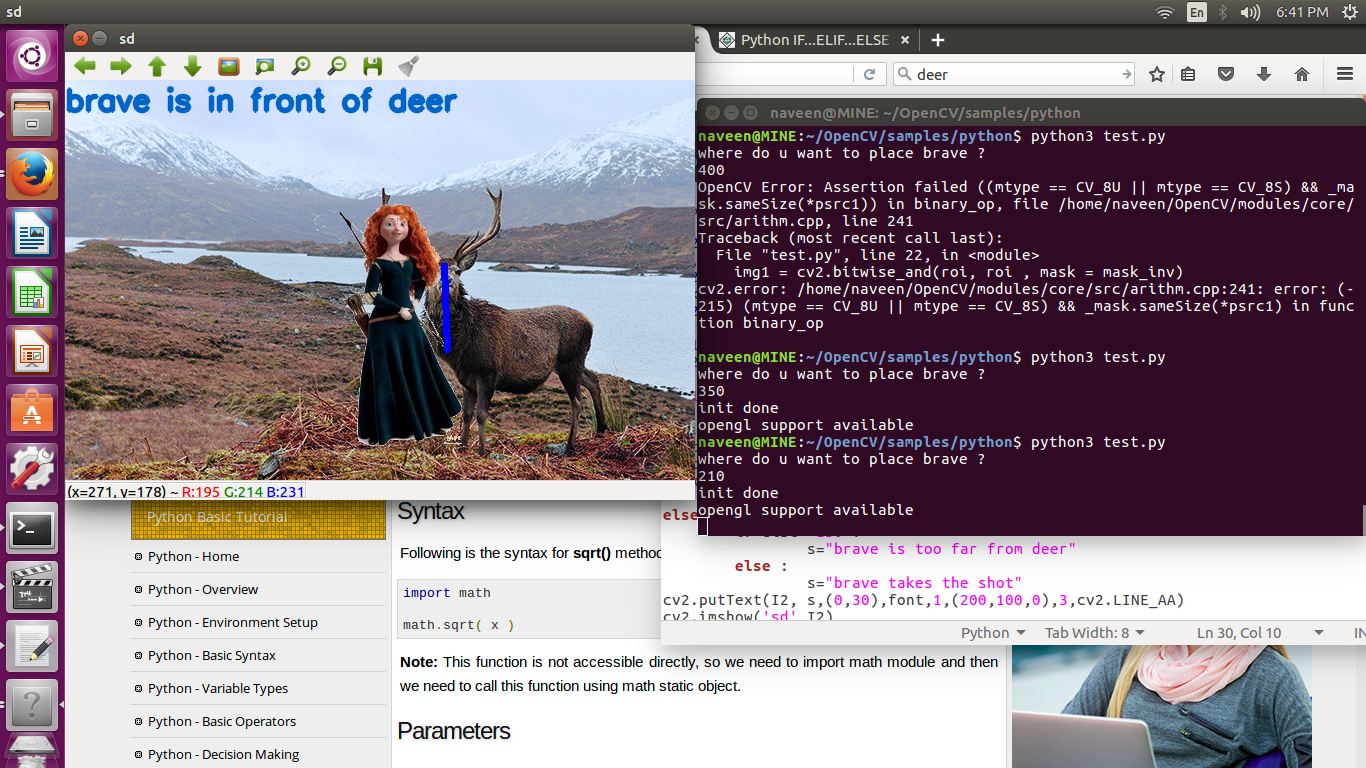 sd
En
6:41 PM
sd
Python IF...ELIF...ELSE
deer
brave is in front of deer
(x=271, y=178) ~ R:195 G:214 B:231
naveen@MINE: ~/OpenCV/samples/python
naveen@MINE:~/OpenCV/samples/python$ python3 test.py
where do u want to place brave ?
400
OpenCV Error: Assertion failed ((mtype == CV_8U || mtype == CV_8S) && _ma
sk.sameSize(*psrc1)) in binary_op, file /home/naveen/OpenCV/modules/core/
src/arithm.cpp, line 241
Traceback (most recent call last):
  File "test.py", line 22, in <module>
    img1 = cv2.bitwise_and(roi, roi , mask = mask_inv)
cv2.error: /home/naveen/OpenCV/modules/core/src/arithm.cpp:241: error: (-
215) (mtype == CV_8U || mtype == CV_8S) && _mask.sameSize(*psrc1) in func
tion binary_op
naveen@MINE:~/OpenCV/samples/python$ python3 test.py
where do u want to place brave ?
350
init done
opengl support available
naveen@MINE:~/OpenCV/samples/python$ python3 test.py
where do u want to place brave ?
210
init done
opengl support available
else
s="brave is too far from deer"
else :
s="brave takes the shot"
cv2.putText(I2, s,(0,30),font,1,(200,100,0),3,cv2.LINE_AA)
cv2.imshow('sd',I2)
Python
Tab Width: 8
Ln 30, Col 10
IN
Python Basic Tutorial
Python - Home
Python - Overview
Python - Environment Setup
Python - Basic Syntax
Python - Variable Types
Python - Basic Operators
Python - Decision Making
Syntax
Following is the syntax for sqrt() method
import math
math.sqrt( x )
Note: This function is not accessible directly, so we need to import math module and then
we need to call this function using math static object.
Parameters